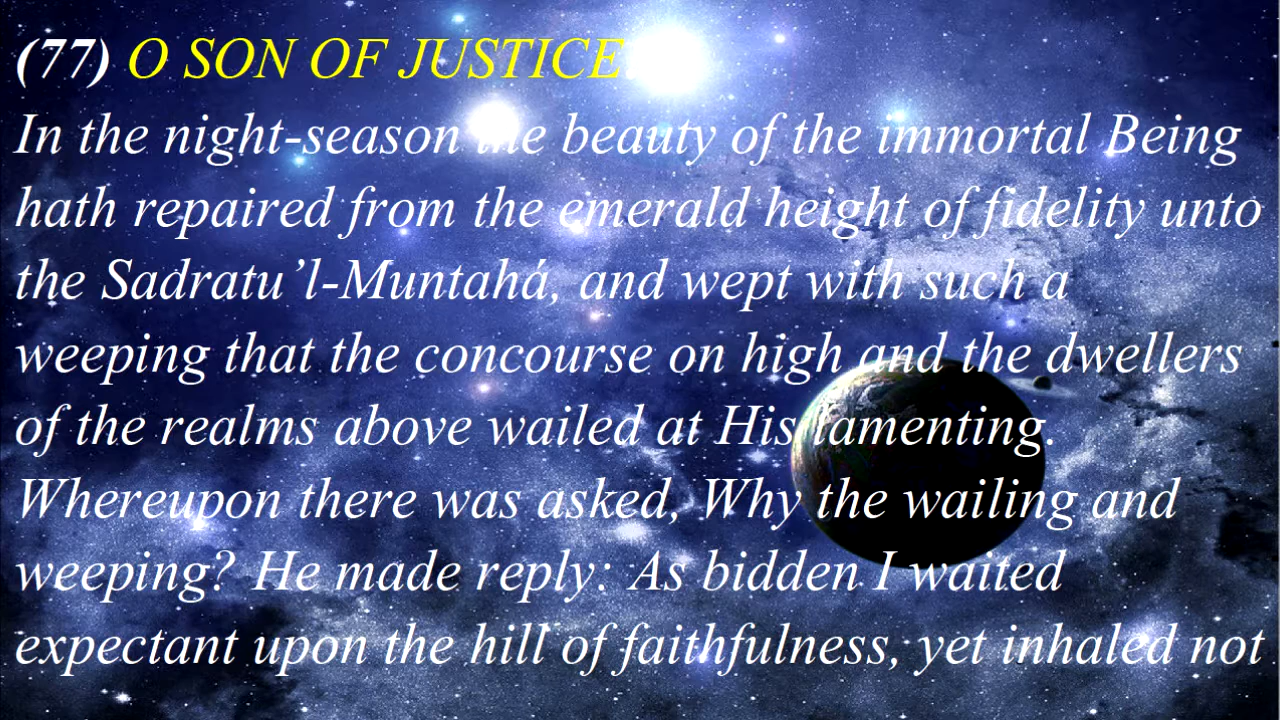 (77) O SON OF JUSTICE
In the night-season the beauty of the immortal Being
hath repaired from the emerald height of fidelity unto
the Sadratu’l-Muntahá, and wept with such a
weeping that the concourse on high and the dwellers
of the realms above wailed at His lamenting.
Whereupon there was asked, Why the wailing and
weeping? He made reply: As bidden I waited
expectant upon the hill of faithfulness, yet inhaled not